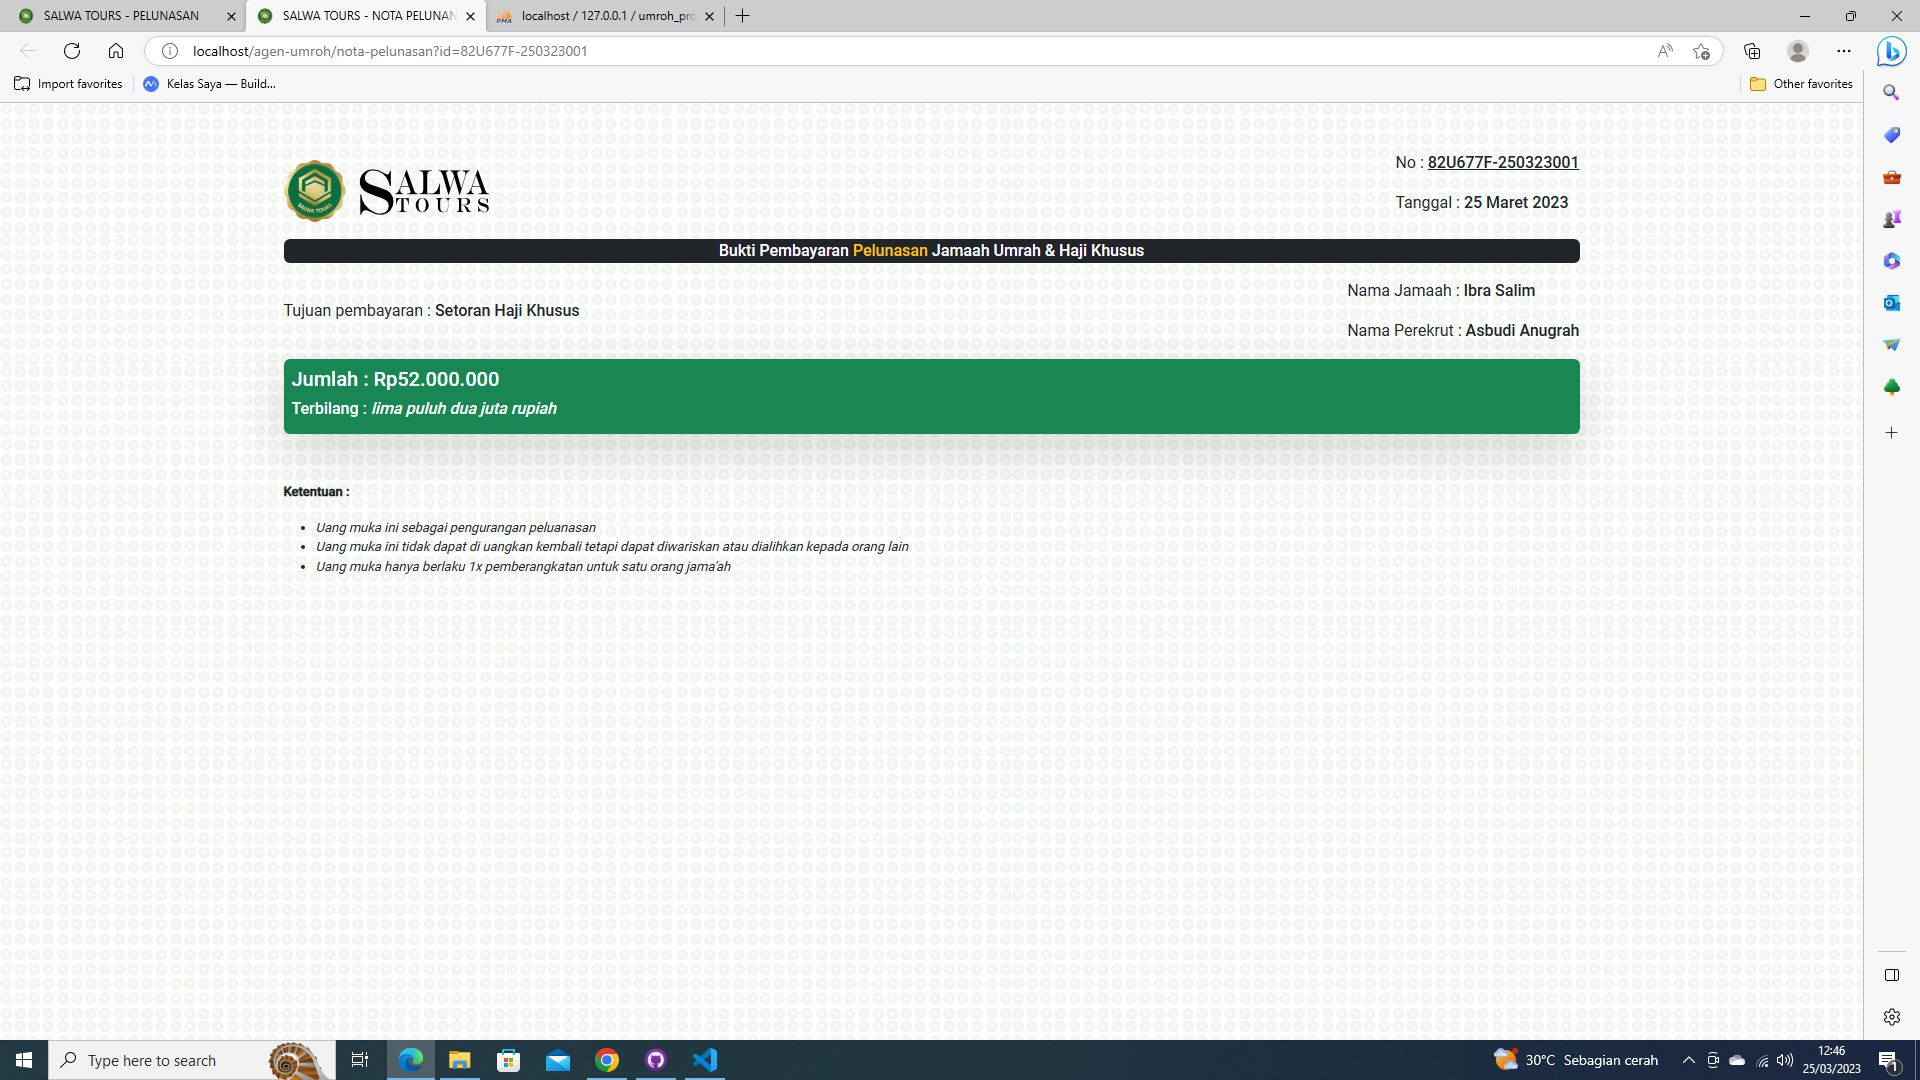 SALWA TOURS - PELUNASAN
SALWA TOURS - NOTA PELUNAN
localhost / 127.0.0.1 / umroh_pro
localhost/agen-umroh/nota-pelunasan?id=82U677F-250323001
Import favorites
Kelas Saya — Build...
Other favorites
SALWA TOURS
SALWA
TOURS
No : 82U677F-250323001
Tanggal : 25 Maret 2023
Bukti Pembayaran Pelunasan Jamaah Umrah & Haji Khusus
Tujuan pembayaran : Setoran Haji Khusus
Nama Jamaah : Ibra Salim
Nama Perekrut : Asbudi Anugrah
Jumlah : Rp52.000.000
Terbilang : lima puluh dua juta rupiah
Ketentuan :
Uang muka ini sebagai pengurangan peluanasan
Uang muka ini tidak dapat di uangkan kembali tetapi dapat diwariskan atau dialihkan kepada orang lain
Uang muka hanya berlaku 1x pemberangkatan untuk satu orang jama'ah
Type here to search
30°C Sebagian cerah
12:46
25/03/2023
1